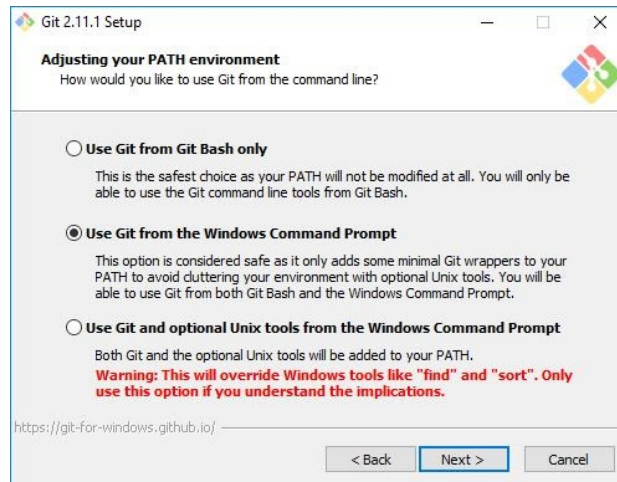 Git 2.11.1 Setup
Adjusting your PATH environment
How would you like to use Git from the command line?
Use Git from Git Bash only
This is the safest choice as your PATH will not be modified at all. You will only be
able to use the Git command line tools from Git Bash.
Use Git from the Windows Command Prompt
This option is considered safe as it only adds some minimal Git wrappers to your
PATH to avoid cluttering your environment with optional Unix tools. You will be
able to use Git from both Git Bash and the Windows Command Prompt.
Use Git and optional Unix tools from the Windows Command Prompt
Both Git and the optional Unix tools will be added to your PATH.
Warning: This will override Windows tools like "find" and "sort". Only
use this option if you understand the implications.
https://git-for-windows.github.io/
< Back Next > Cancel